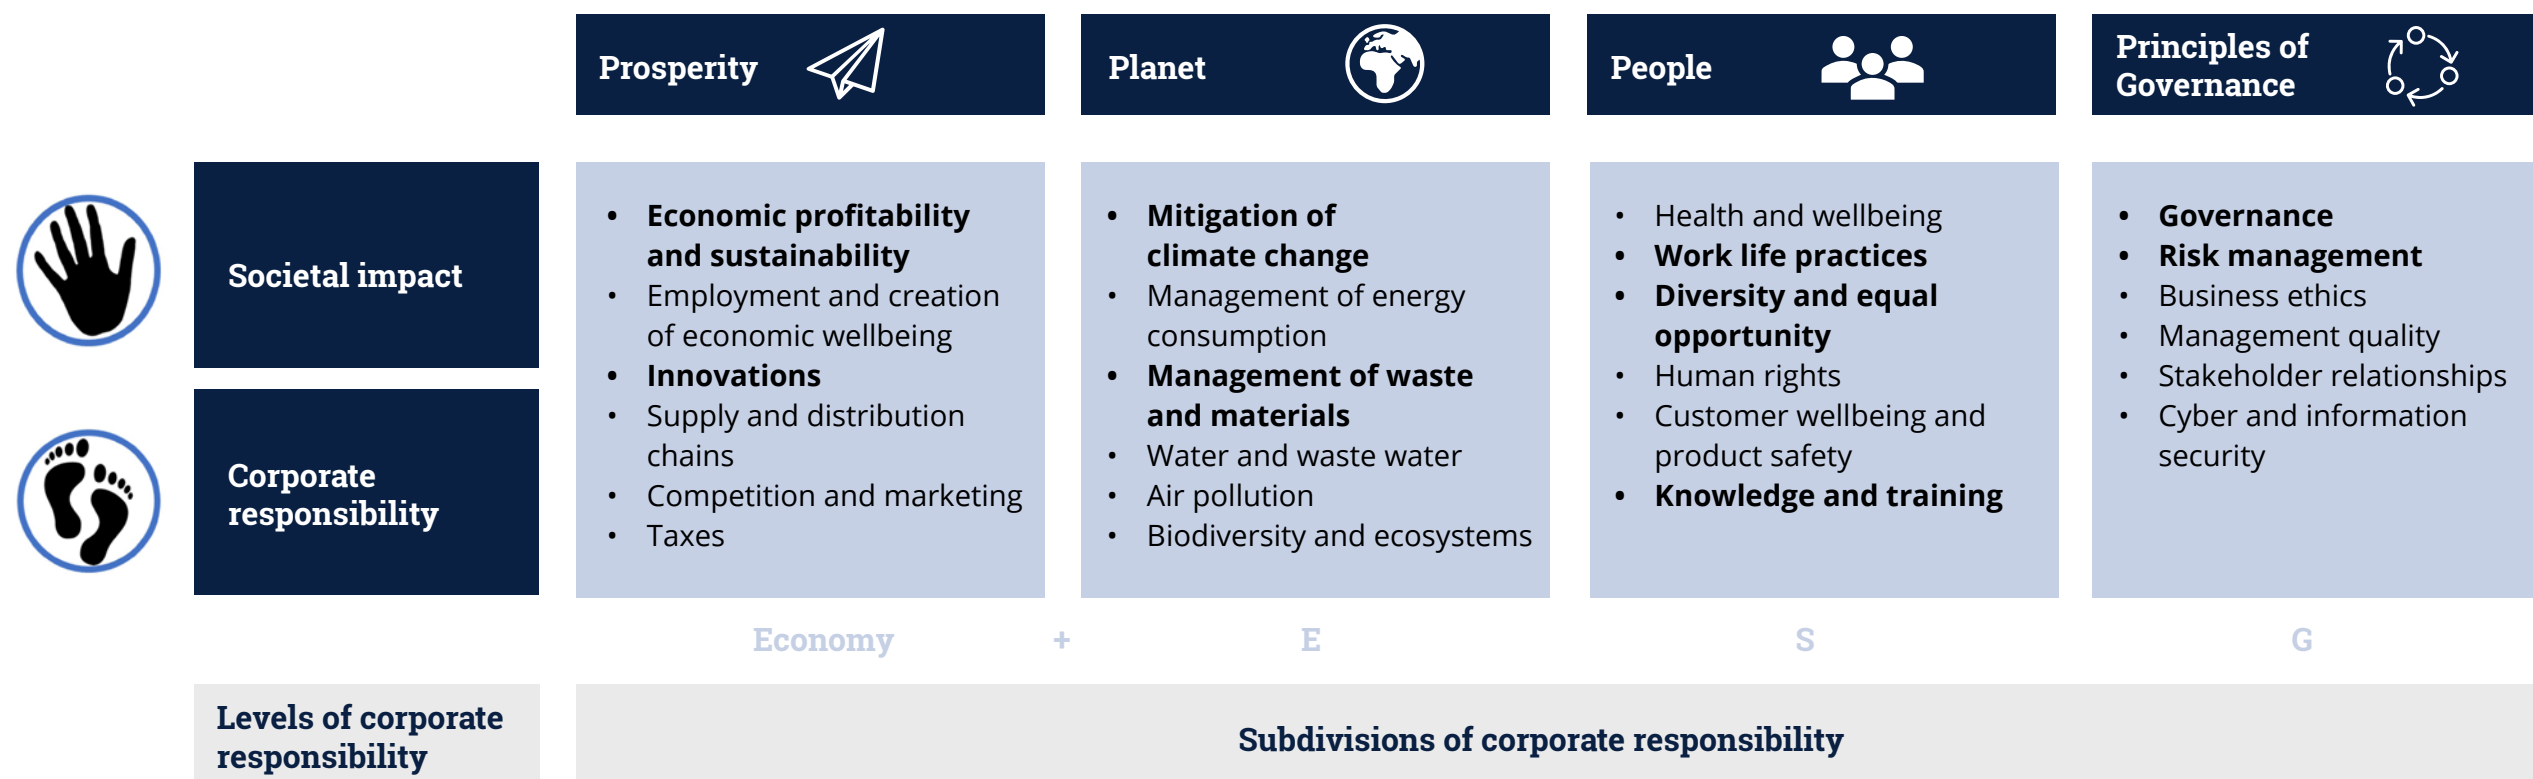 Prosperity
Planet
People
Principles of
Governance
Societal impact
Corporate
responsibility
• Economic profitability
and sustainability
• Employment and creation
of economic wellbeing
• Innovations
• Supply and distribution
chains
• Competition and marketing
• Taxes
• Mitigation of
climate change
• Management of energy
consumption
• Management of waste
and materials
• Water and waste water
• Air pollution
• Biodiversity and ecosystems
• Health and wellbeing
• Work life practices
• Diversity and equal
opportunity
• Human rights
• Customer wellbeing and
product safety
• Knowledge and training
• Governance
• Risk management
• Business ethics
• Management quality
• Stakeholder relationships
• Cyber and information
security
Economy + E S G
Levels of corporate
responsibility
Subdivisions of corporate responsibility